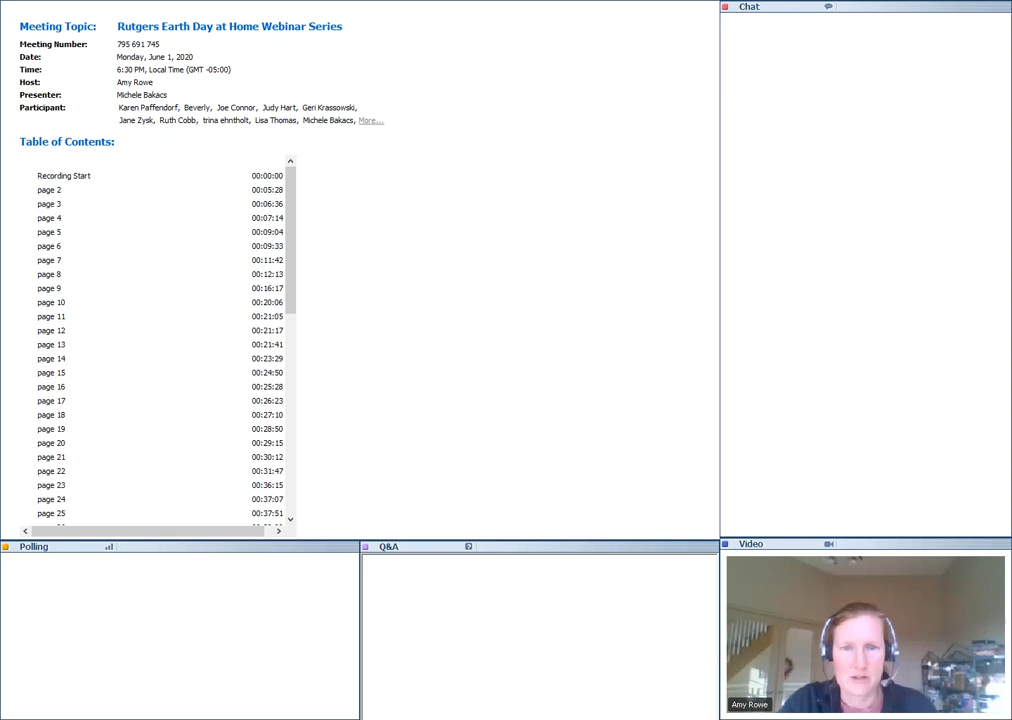 Meeting Topic: Rutgers Earth Day at Home Webinar Series
Meeting Number: 795 691 745
Date: Monday, June 1, 2020
Time: 6:30 PM, Local Time (GMT -05:00)
Host: Amy Rowe
Presenter: Michele Bakacs
Participant: Karen Paffendorf, Beverly, Joe Connor, Judy Hart, Geri Krassowski,
Jane Zysk, Ruth Cobb, trina ehntholt, Lisa Thomas, Michele Bakacs, More...
Table of Contents:
Recording Start 00:00:00
page 2 00:05:28
page 3 00:06:36
page 4 00:07:14
page 5 00:09:04
page 6 00:09:33
page 7 00:11:42
page 8 00:12:13
page 9 00:16:17
page 10 00:20:06
page 11 00:21:05
page 12 00:21:17
page 13 00:21:41
page 14 00:23:29
page 15 00:24:50
page 16 00:25:28
page 17 00:26:23
page 18 00:27:10
page 19 00:28:50
page 20 00:29:15
page 21 00:30:12
page 22 00:31:47
page 23 00:36:15
page 24 00:37:07
page 25 00:37:51
Polling
Q&A
Chat
Video
Amy Rowe